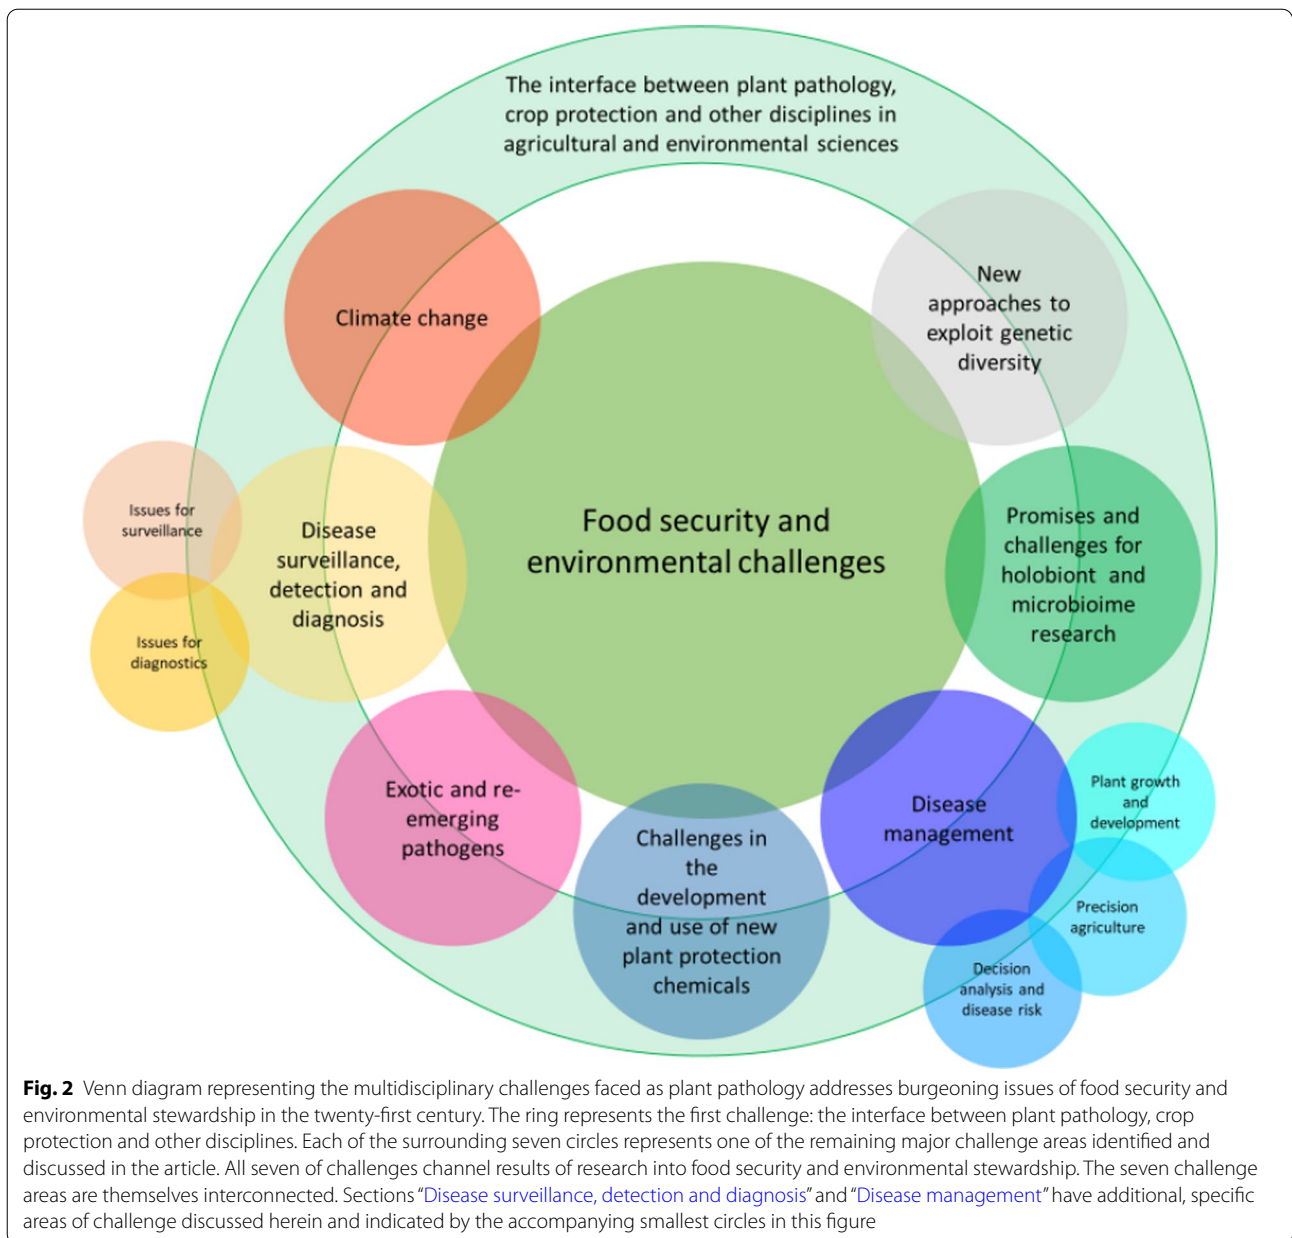 The interface between plant pathology,
crop protection and other disciplines in
agricultural and environmental sciences
Climate change
New
approaches to
exploit genetic
diversity
Issues for
surveillance
Disease
surveillance,
detection and
diagnosis
Issues for
diagnostics
Food security and
environmental challenges
Promises and
challenges for
holobiont and
microbioime
research
Exotic and re-
emerging
pathogens
Challenges in
the
development
and use of new
plant protection
chemicals
Disease
management
Plant growth
and
development
Precision
agriculture
Decision
analysis and
disease risk
Fig. 2 Venn diagram representing the multidisciplinary challenges faced as plant pathology addresses burgeoning issues of food security and
environmental stewardship in the twenty-first century. The ring represents the first challenge: the interface between plant pathology, crop
protection and other disciplines. Each of the surrounding seven circles represents one of the remaining major challenge areas identified and
discussed in the article. All seven of challenges channel results of research into food security and environmental stewardship. The seven challenge
areas are themselves interconnected. Sections “Disease surveillance, detection and diagnosis” and “Disease management” have additional, specific
areas of challenge discussed herein and indicated by the accompanying smallest circles in this figure